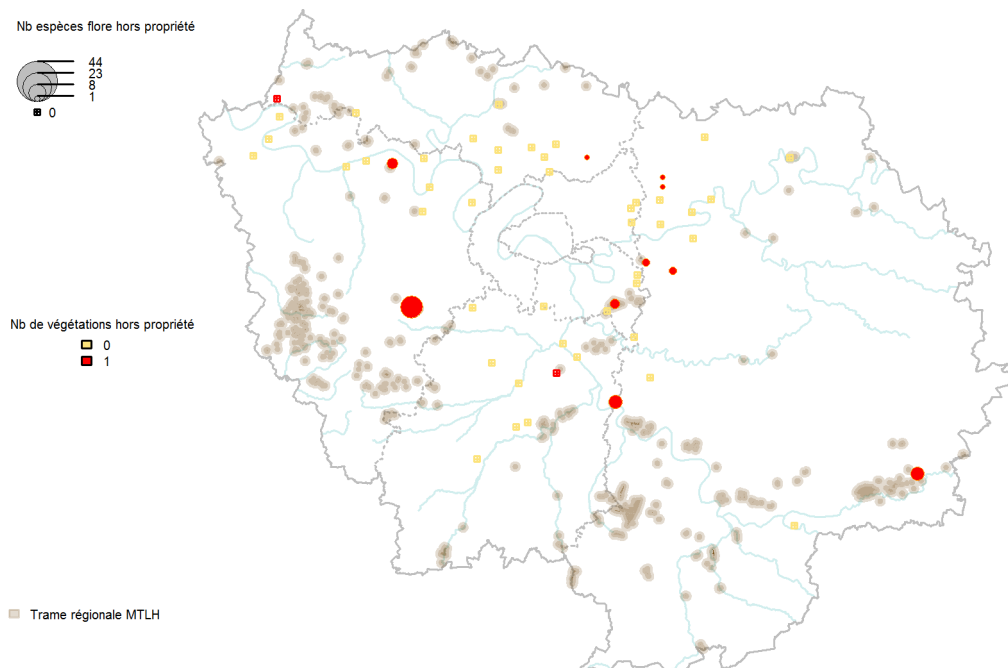 Nb espèces flore hors propriété
44
23
8
1
0
Nb de végétations hors propriété
0
1
Trame régionale MTLH